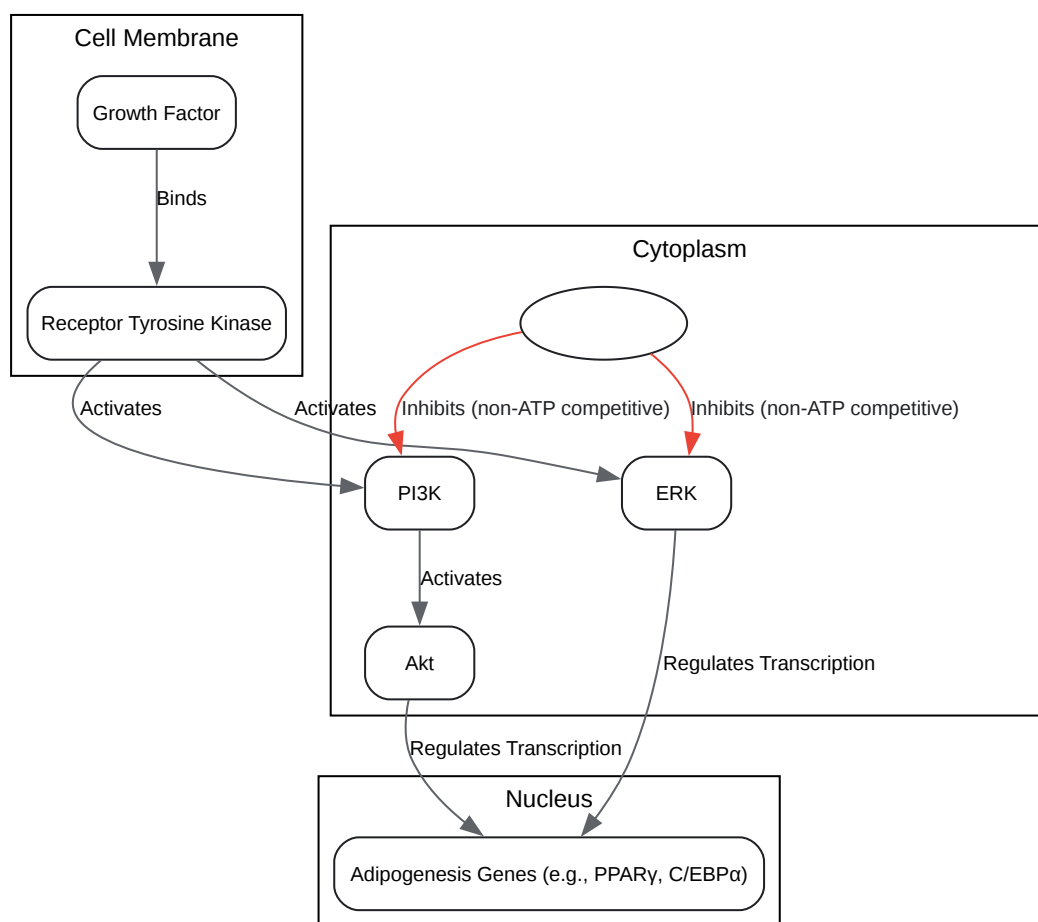 Cell Membrane
Growth Factor
Binds
Receptor Tyrosine Kinase
Cytoplasm
Activates
Activates
Inhibits (non-ATP competitive)
Inhibits (non-ATP competitive)
PI3K
ERK
Activates
Akt
Regulates Transcription
Regulates Transcription
Nucleus
Adipogenesis Genes (e.g., PPARγ, C/EBPα)